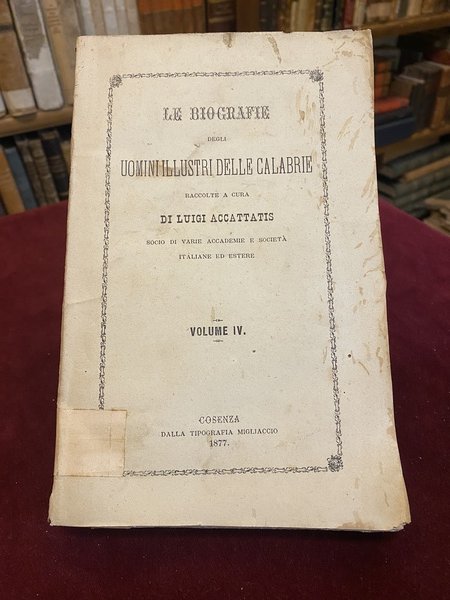 LE BIOGRAFIE
DEGLI
UOMINI ILLUSTRI DELLE CALABRIE
RACCOLTE A CURA
DI LUIGI ACCATTATIS
SOCIO DI VARIE ACCADEMIE E SOCIETÀ
ITALIANE ED ESTERE
VOLUME IV.
COSENZA
DALLA TIPOGRAFIA MIGLIACCIO
1877.